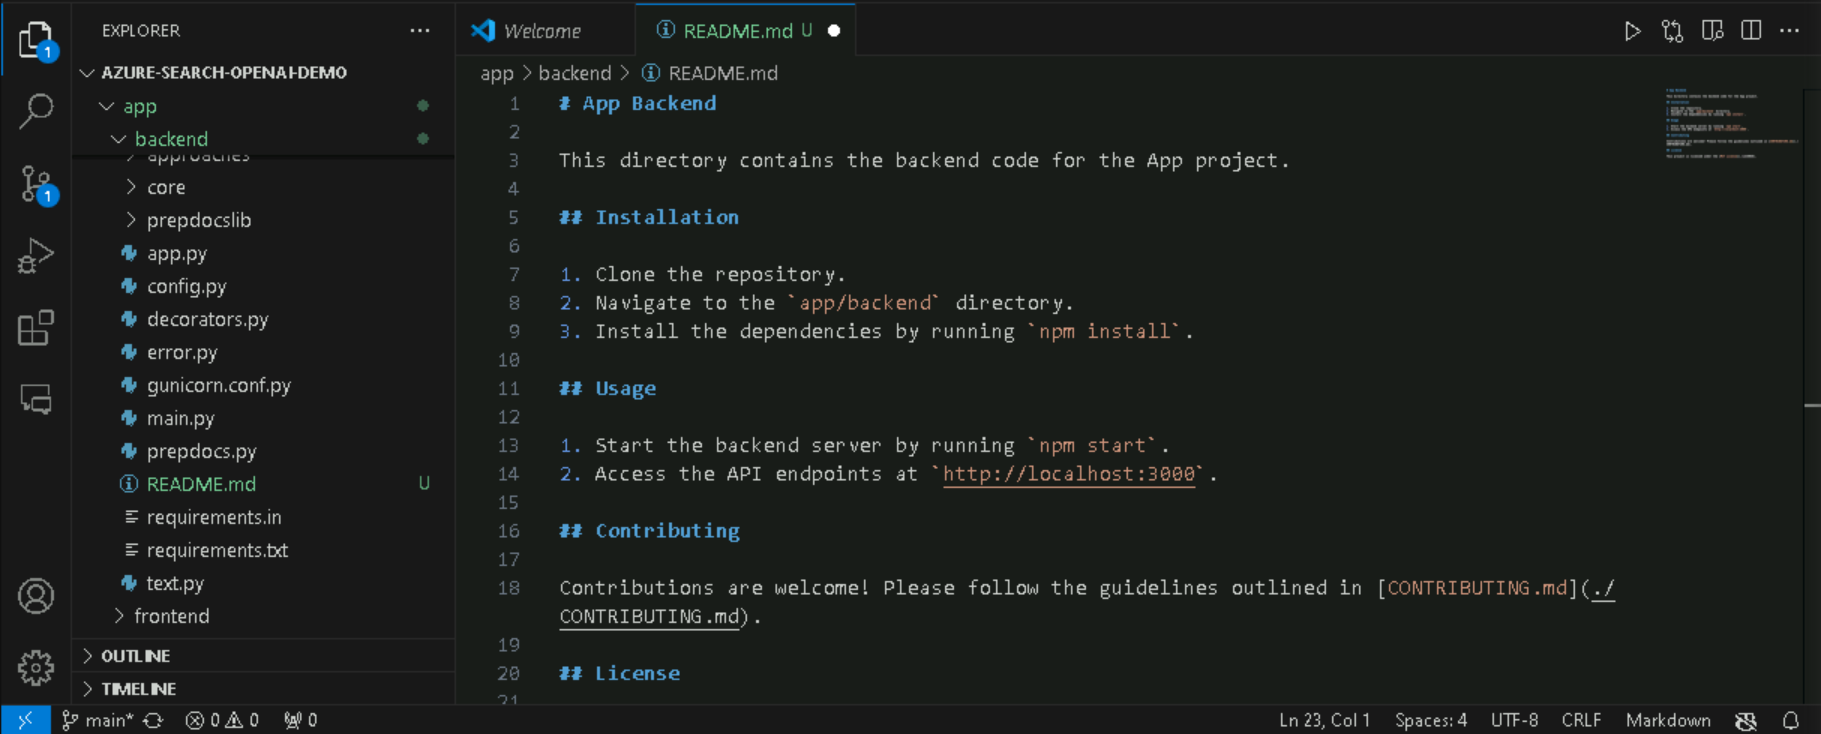 EXPLORER
AZURE-SEARCH-OPENAI-DEMO
app
backend
approaches
core
prepdocslib
app.py
config.py
decorators.py
error.py
gunicorn.conf.py
main.py
prepdocs.py
README.md U
requirements.in
requirements.txt
text.py
frontend
OUTLINE
TIMELINE
1
1
Welcome
README.md U
app > backend > README.md
1 # App Backend
2
3 This directory contains the backend code for the App project.
4
5 ## Installation
6
7 1. Clone the repository.
8 2. Navigate to the `app/backend` directory.
9 3. Install the dependencies by running `npm install`.
10
11 ## Usage
12
13 1. Start the backend server by running `npm start`.
14 2. Access the API endpoints at `http://localhost:3000`.
15
16 ## Contributing
17
18 Contributions are welcome! Please follow the guidelines outlined in [CONTRIBUTING.md](./
CONTRIBUTING.md).
19
20 ## License
21
main* 0 0 0
Ln 23, Col 1 Spaces: 4 UTF-8 CRLF Markdown